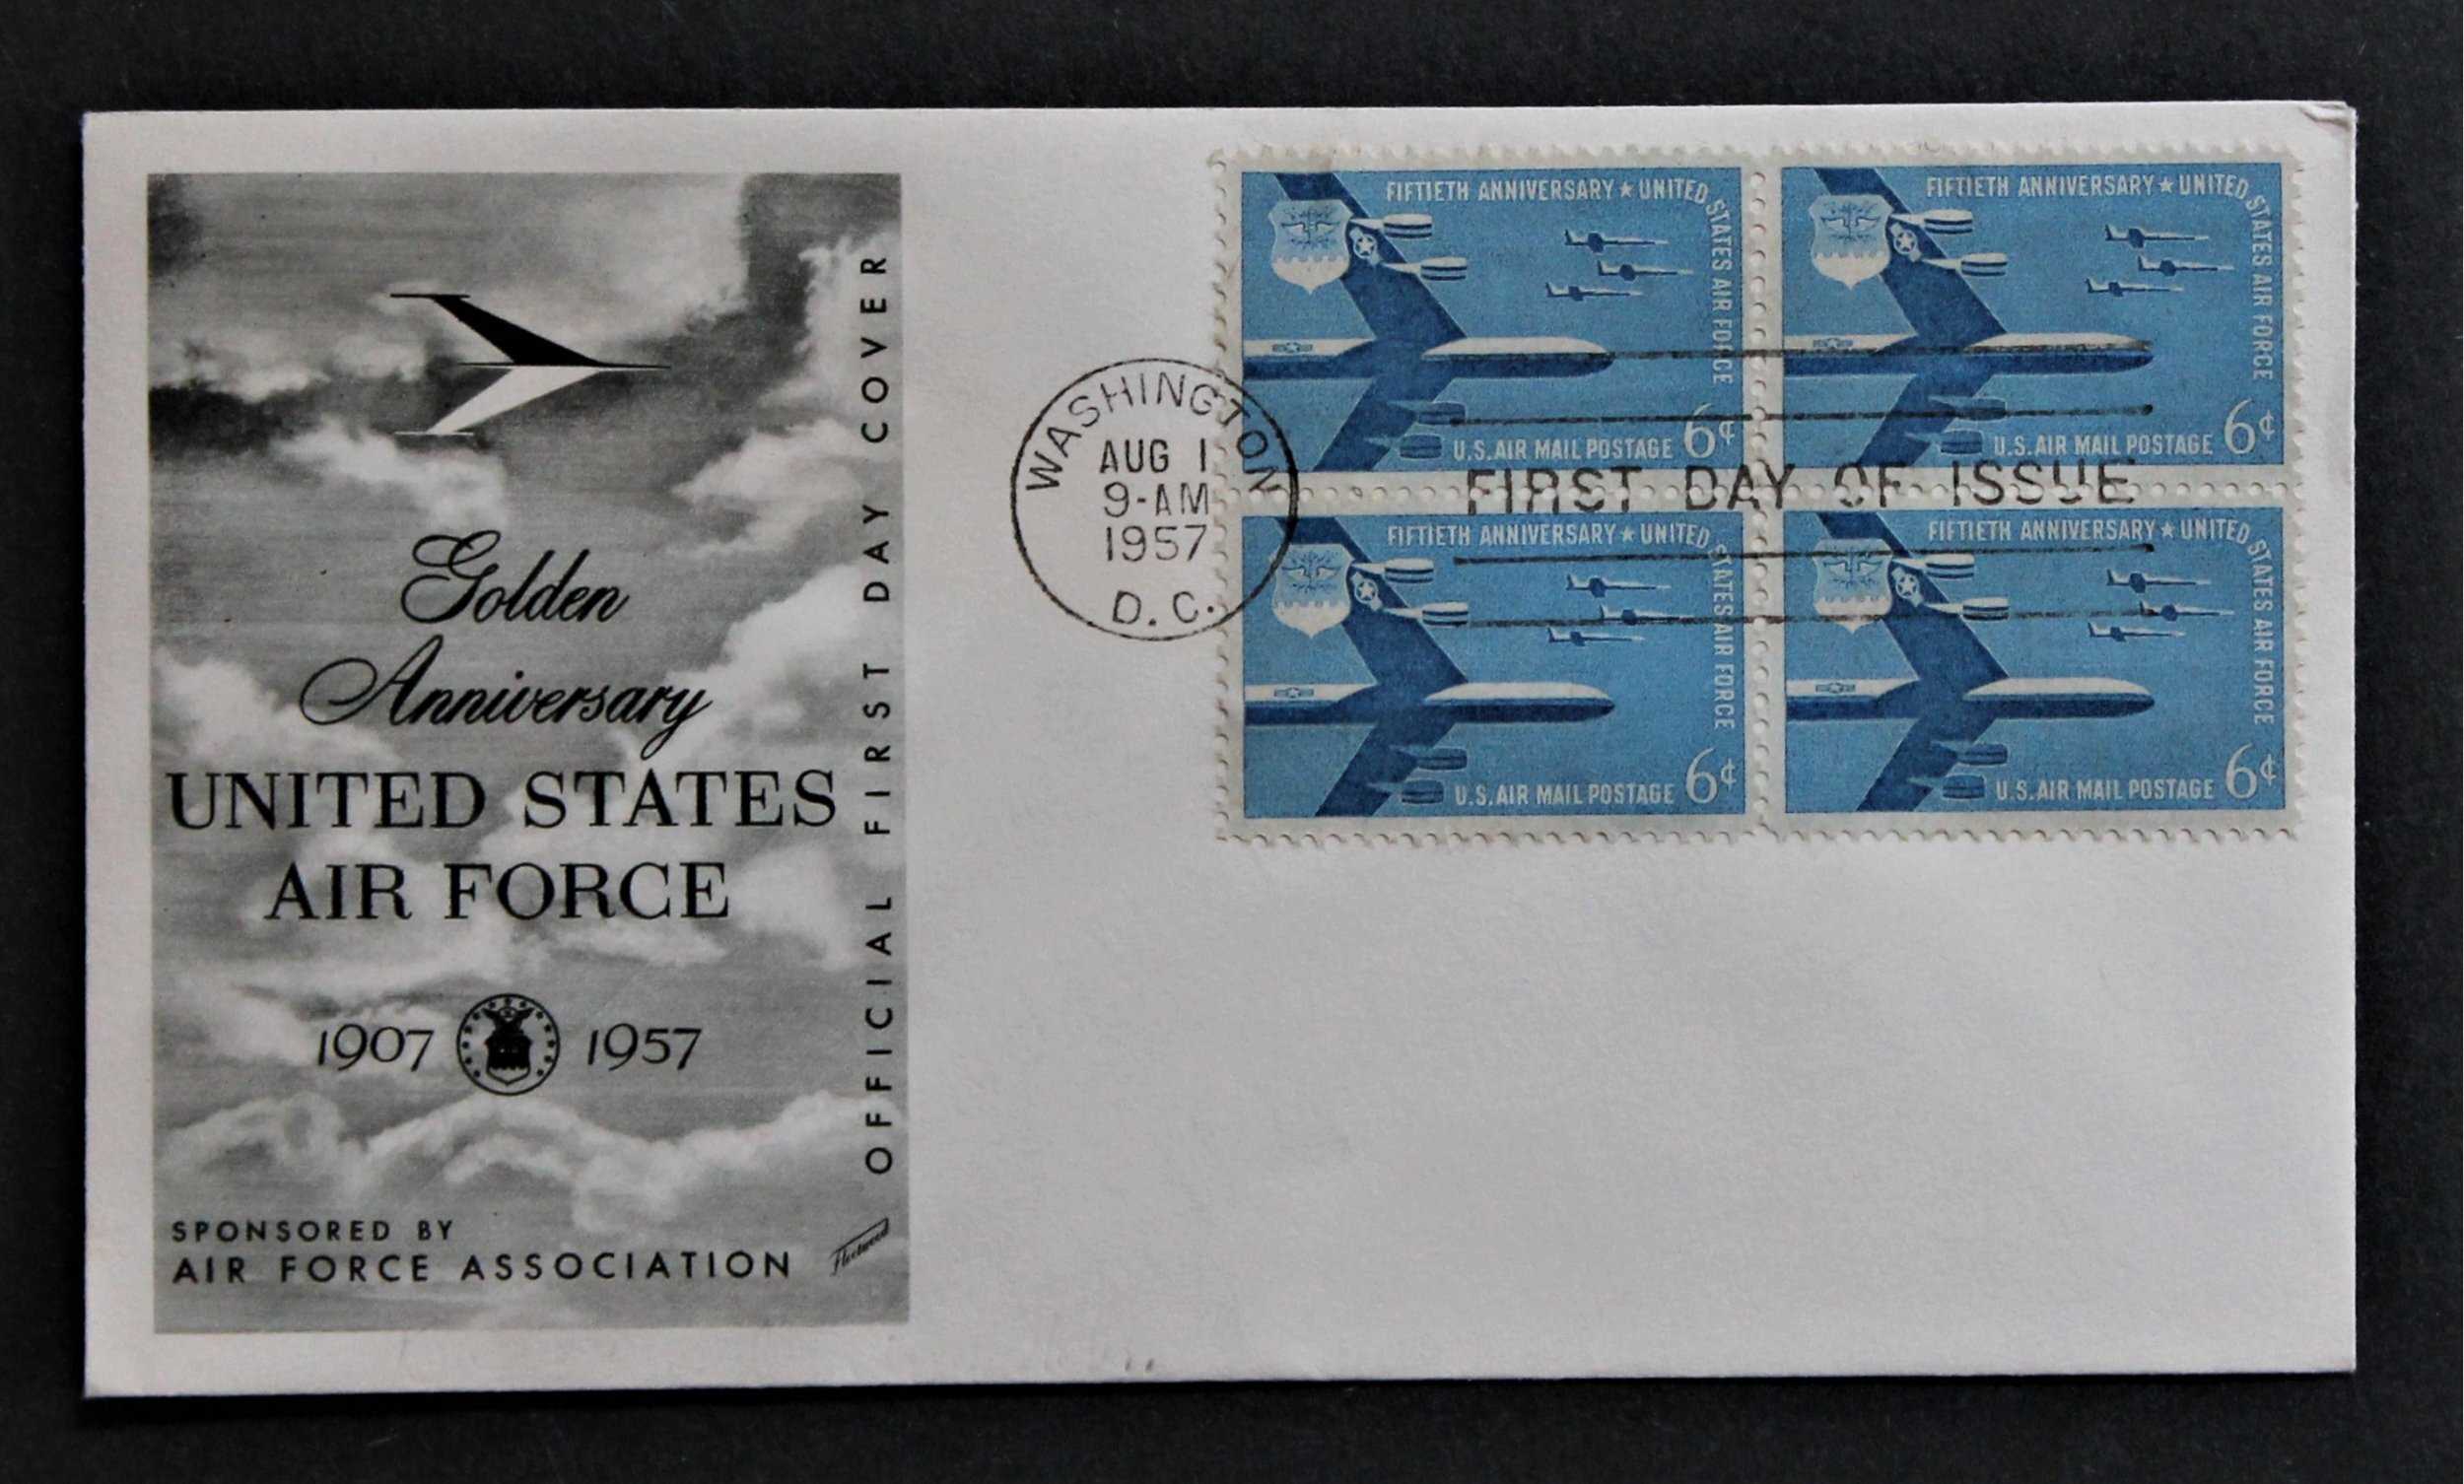 Golden
Anniversary
UNITED STATES
AIR FORCE
1907 1957
SPONSORED BY
AIR FORCE ASSOCIATION
Fleetwood
OFFICIAL FIRST DAY COVER
WASHINGTON
AUG 1
9-AM
1957
D. C.
FIRST DAY OF ISSUE
FIFTIETH ANNIVERSARY ★ UNITED STATES AIR FORCE
U.S. AIR MAIL POSTAGE 6¢
FIFTIETH ANNIVERSARY ★ UNITED STATES AIR FORCE
U.S. AIR MAIL POSTAGE 6¢
FIFTIETH ANNIVERSARY ★ UNITED STATES AIR FORCE
U.S. AIR MAIL POSTAGE 6¢
FIFTIETH ANNIVERSARY ★ UNITED STATES AIR FORCE
U.S. AIR MAIL POSTAGE 6¢